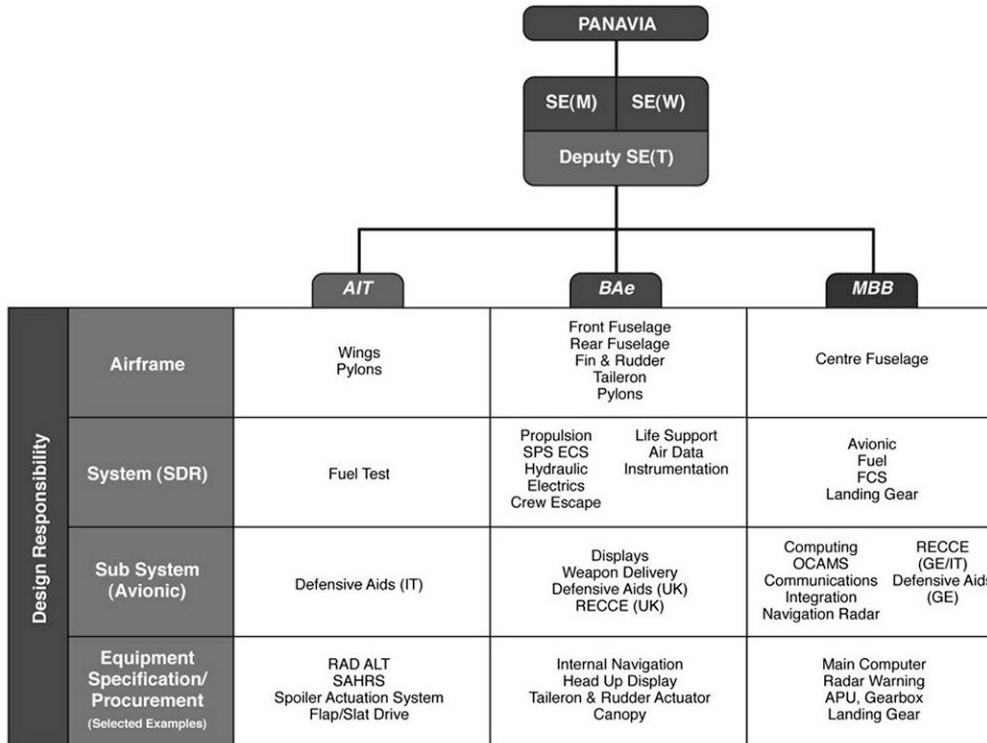 PANAVIA
SE(M) SE(W)
Deputy SE(T)
AIT BAe MBB
Design Responsibility
Airframe
Wings
Pylons
Front Fuselage
Rear Fuselage
Fin & Rudder
Taileron
Pylons
Centre Fuselage
System (SDR)
Fuel Test
Propulsion
SPS ECS
Hydraulic
Electrics
Crew Escape
Life Support
Air Data
Instrumentation
Avionic
Fuel
FCS
Landing Gear
Sub System
(Avionic)
Defensive Aids (IT)
Displays
Weapon Delivery
Defensive Aids (UK)
RECCE (UK)
Computing
OCAMS
Communications
Integration
Navigation Radar
RECCE
(GE/IT)
Defensive Aids
(GE)
Equipment
Specification/
Procurement
(Selected Examples)
RAD ALT
SAHRS
Spoiler Actuation System
Flap/Slat Drive
Internal Navigation
Head Up Display
Taileron & Rudder Actuator
Canopy
Main Computer
Radar Warning
APU, Gearbox
Landing Gear